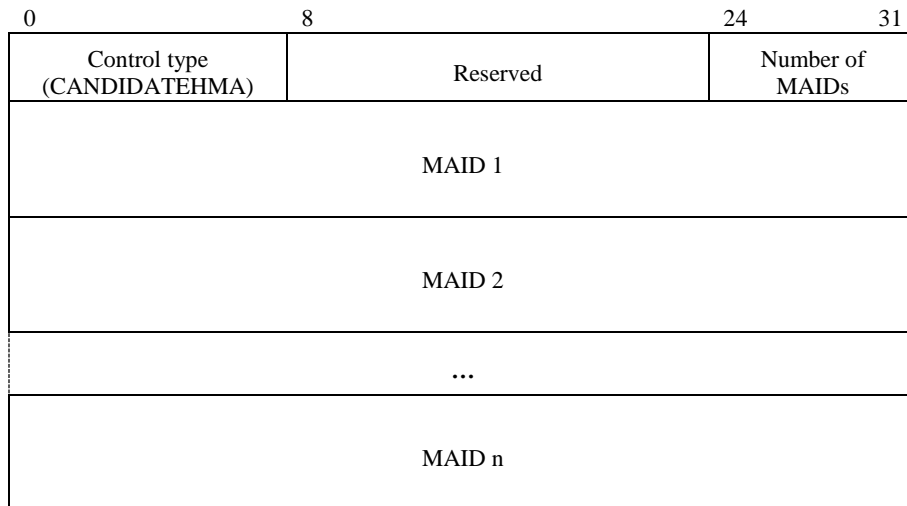 0 8 24 31
Control type
(CANDIDATEHMA)
Reserved
Number of
MAIDs
MAID 1
MAID 2
...
MAID n